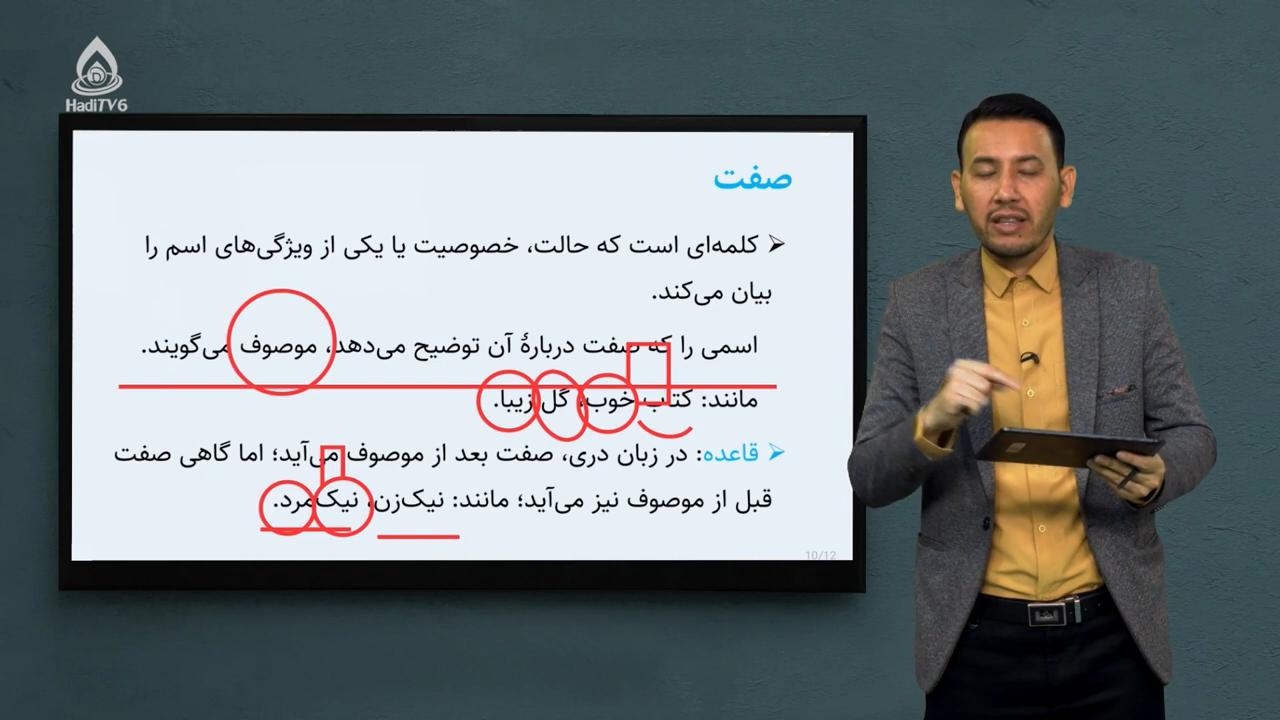 HadiTV6
صفت
➢ کلمه‌ای است که حالت، خصوصیت یا یکی از ویژگی‌های اسم را
بیان می‌کند.
اسمی را که صفت دربارهٔ آن توضیح می‌دهد، موصوف می‌گویند.
مانند: کتاب خوب، گل زیبا.
➢ قاعده: در زبان دری، صفت بعد از موصوف می‌آید؛ اما گاهی صفت
قبل از موصوف نیز می‌آید؛ مانند: نیک‌زن، نیک‌مرد.
10/12